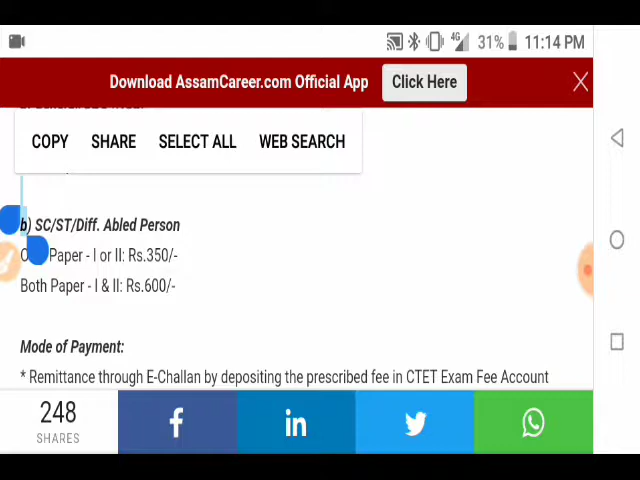 4G 31% 11:14 PM
Download AssamCareer.com Official App Click Here
COPY SHARE SELECT ALL WEB SEARCH
b) SC/ST/Diff. Abled Person
Paper - I or II: Rs.350/-
Both Paper - I & II: Rs.600/-
Mode of Payment:
* Remittance through E-Challan by depositing the prescribed fee in CTET Exam Fee Account
248
SHARES
f
in